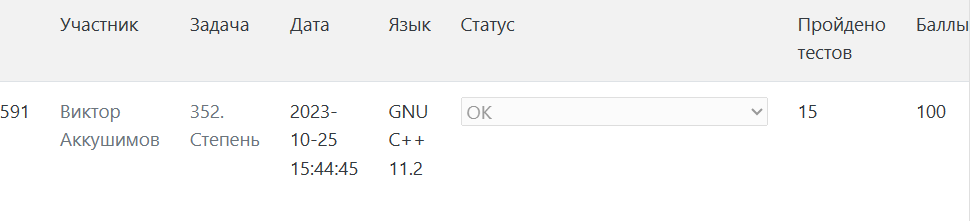 Участник Задача Дата Язык Статус Пройдено тестов Баллы
591 Виктор Аккушимов 352. Степень 2023-10-25 15:44:45 GNU C++ 11.2 OK 15 100